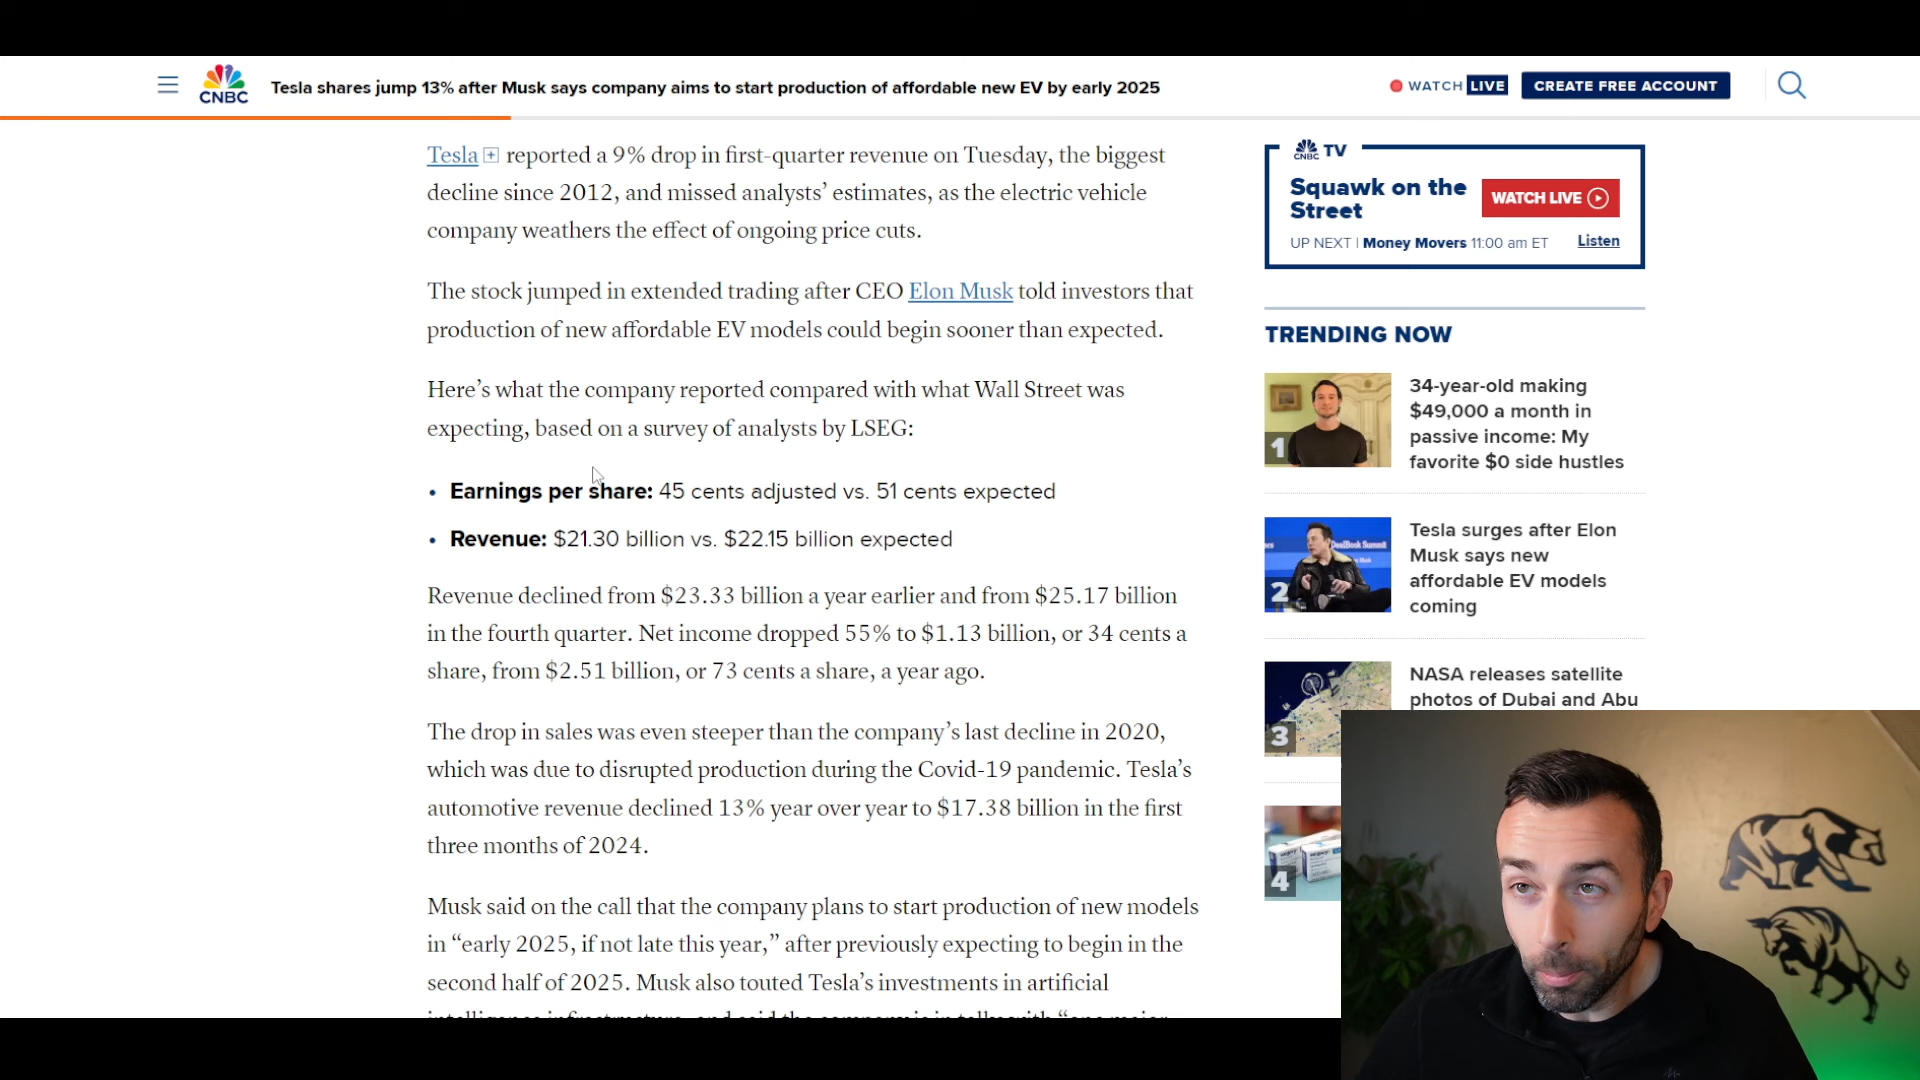 CNBC
Tesla shares jump 13% after Musk says company aims to start production of affordable new EV by early 2025
WATCH LIVE
CREATE FREE ACCOUNT
Tesla reported a 9% drop in first-quarter revenue on Tuesday, the biggest
decline since 2012, and missed analysts’ estimates, as the electric vehicle
company weathers the effect of ongoing price cuts.
The stock jumped in extended trading after CEO Elon Musk told investors that
production of new affordable EV models could begin sooner than expected.
Here’s what the company reported compared with what Wall Street was
expecting, based on a survey of analysts by LSEG:
• Earnings per share: 45 cents adjusted vs. 51 cents expected
• Revenue: $21.30 billion vs. $22.15 billion expected
Revenue declined from $23.33 billion a year earlier and from $25.17 billion
in the fourth quarter. Net income dropped 55% to $1.13 billion, or 34 cents a
share, from $2.51 billion, or 73 cents a share, a year ago.
The drop in sales was even steeper than the company’s last decline in 2020,
which was due to disrupted production during the Covid-19 pandemic. Tesla’s
automotive revenue declined 13% year over year to $17.38 billion in the first
three months of 2024.
Musk said on the call that the company plans to start production of new models
in “early 2025, if not late this year,” after previously expecting to begin in the
second half of 2025. Musk also touted Tesla’s investments in artificial
CNBC TV
Squawk on the
Street
WATCH LIVE
UP NEXT | Money Movers 11:00 am ET
Listen
TRENDING NOW
1
34-year-old making
$49,000 a month in
passive income: My
favorite $0 side hustles
DealBook Summit
2
Tesla surges after Elon
Musk says new
affordable EV models
coming
3
NASA releases satellite
photos of Dubai and Abu
4